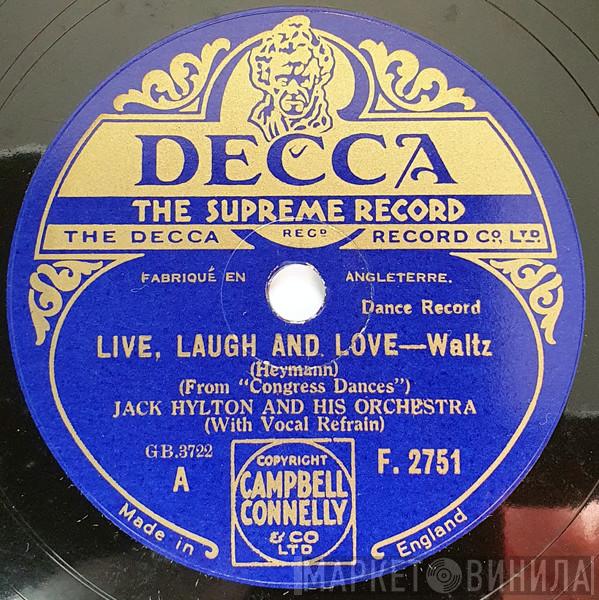 DECCA
THE SUPREME RECORD
THE DECCA REGD RECORD CO., LTD.
FABRIQUÉ EN ANGLETERRE.
Dance Record
LIVE, LAUGH AND LOVE—Waltz
(Heymann)
(From “Congress Dances”)
JACK HYLTON AND HIS ORCHESTRA
(With Vocal Refrain)
GB.3722
A
F. 2751
COPYRIGHT
CAMPBELL
CONNELLY
& CO
LTD
Made in England
МАРКЕТ ВИНИЛА